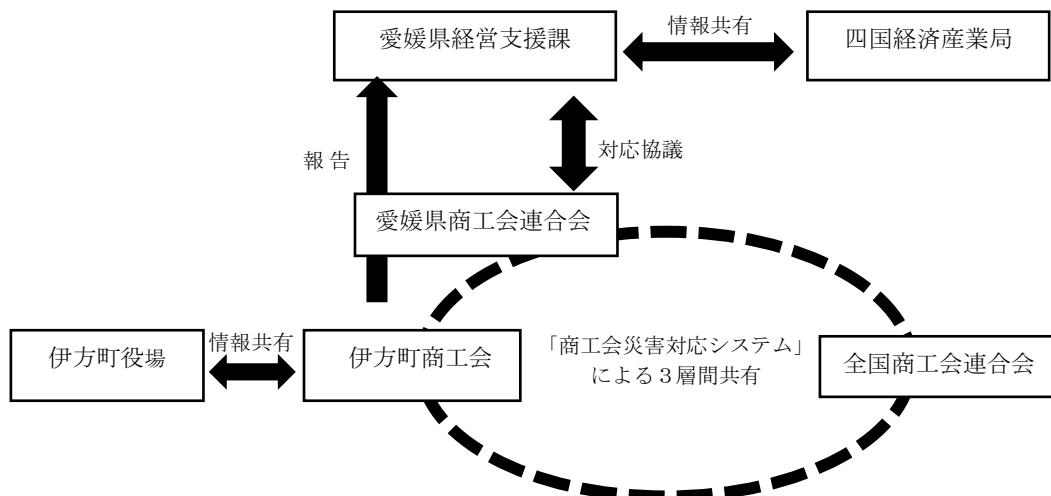 愛媛県経営支援課
情報共有
四国経済産業局
報 告
対応協議
愛媛県商工会連合会
伊方町役場
情報共有
伊方町商工会
「商工会災害対応システム」
による３層間共有
全国商工会連合会